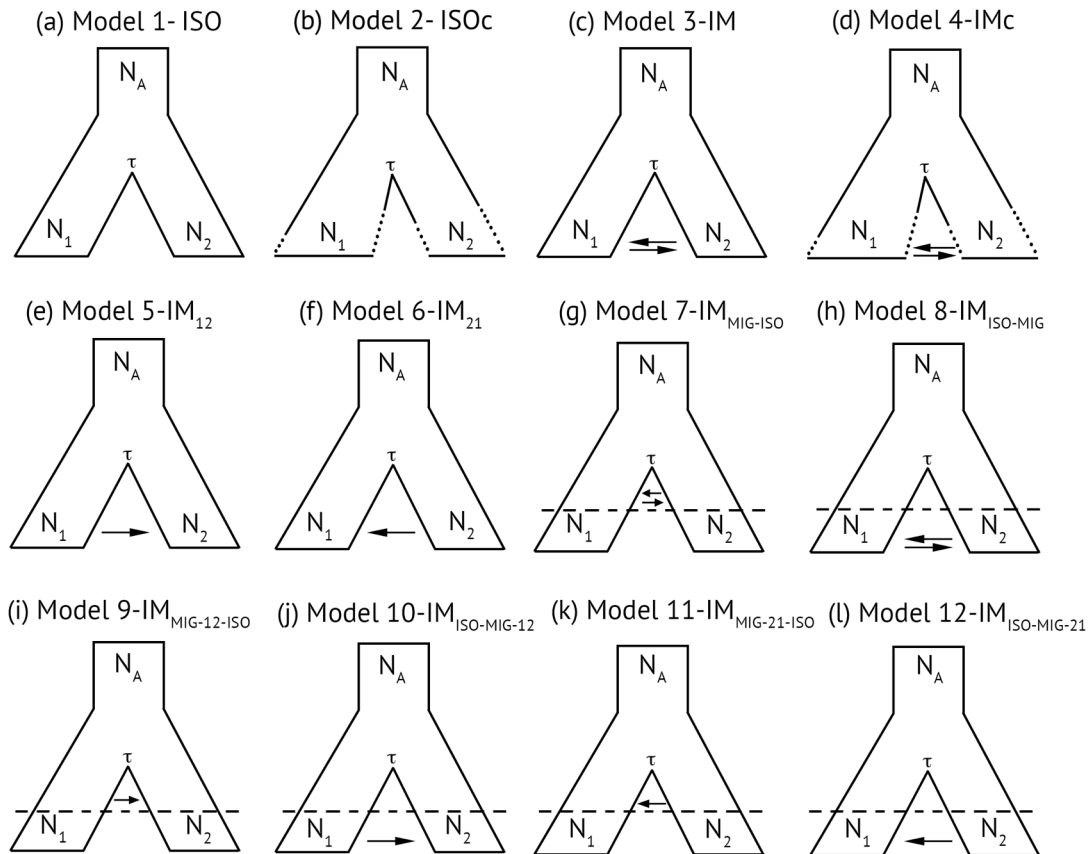 (a) Model 1- ISO
(b) Model 2- ISOc
(c) Model 3-IM
(d) Model 4-IMc
N_A
N_A
N_A
N_A
τ
τ
τ
τ
N_1
N_2
N_1
N_2
N_1
N_2
N_1
N_2
(e) Model 5-IM_12
(f) Model 6-IM_21
(g) Model 7-IM_MIG-ISO
(h) Model 8-IM_ISO-MIG
N_A
N_A
N_A
N_A
τ
τ
τ
τ
N_1
N_2
N_1
N_2
N_1
N_2
N_1
N_2
(i) Model 9-IM_MIG-12-ISO
(j) Model 10-IM_ISO-MIG-12
(k) Model 11-IM_MIG-21-ISO
(l) Model 12-IM_ISO-MIG-21
N_A
N_A
N_A
N_A
τ
τ
τ
τ
N_1
N_2
N_1
N_2
N_1
N_2
N_1
N_2